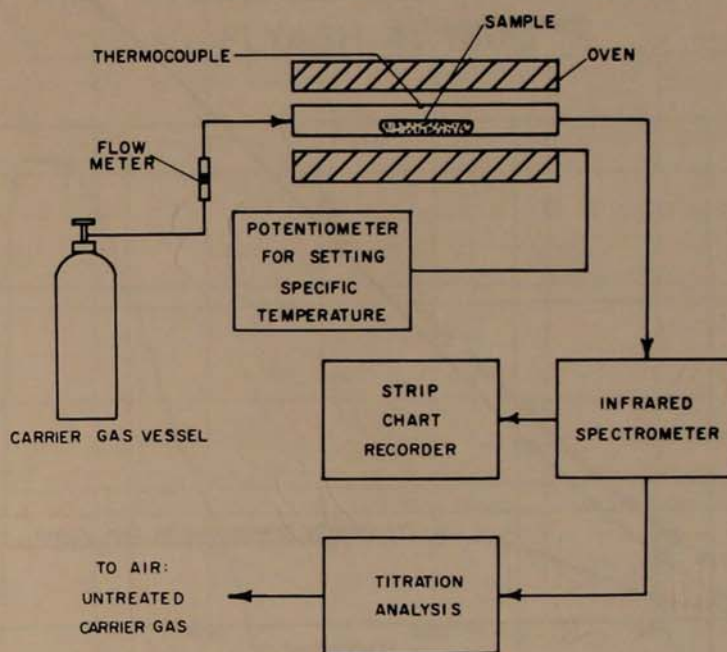 SAMPLE
THERMOCOUPLE
OVEN
FLOW
METER
POTENTIOMETER
FOR SETTING
SPECIFIC
TEMPERATURE
CARRIER GAS VESSEL
STRIP
CHART
RECORDER
INFRARED
SPECTROMETER
TO AIR:
UNTREATED
CARRIER GAS
TITRATION
ANALYSIS